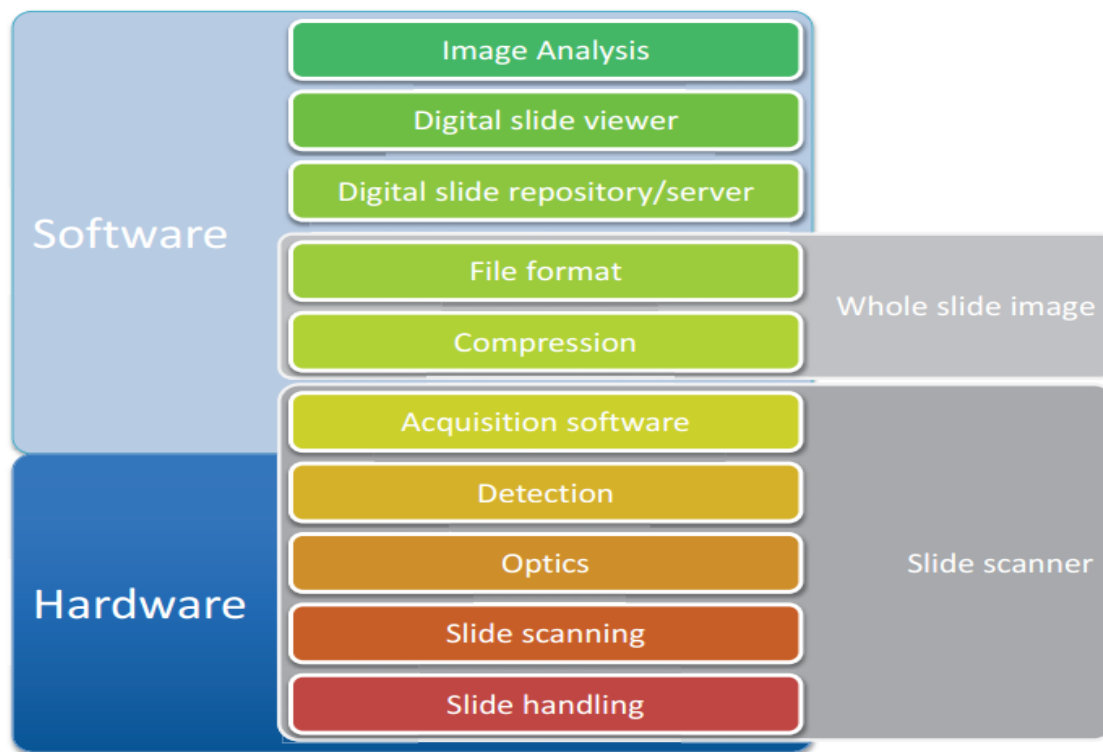 Image Analysis
Digital slide viewer
Digital slide repository/server
Software
File format
Whole slide image
Compression
Acquisition software
Detection
Optics
Slide scanner
Hardware
Slide scanning
Slide handling